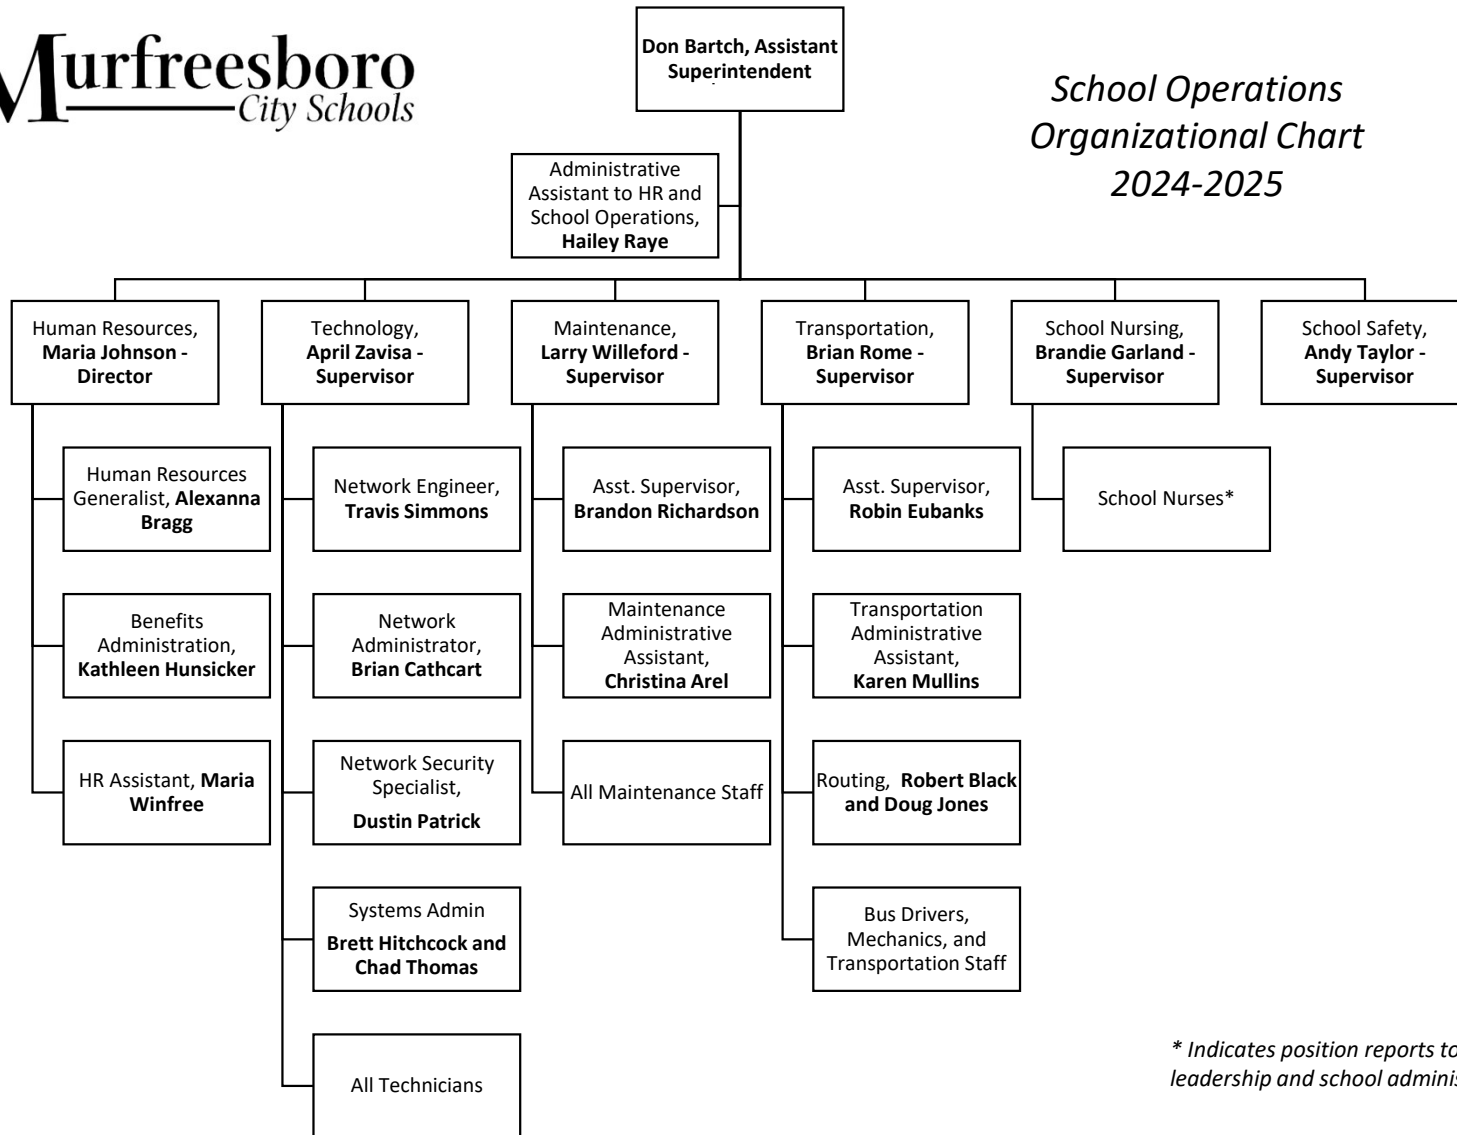 Murfreesboro
City Schools
Don Bartch, Assistant
Superintendent
School Operations
Organizational Chart
2024-2025
Administrative
Assistant to HR and
School Operations,
Hailey Raye
Human Resources,
Maria Johnson -
Director
Technology,
April Zavisa -
Supervisor
Maintenance,
Larry Willeford -
Supervisor
Transportation,
Brian Rome -
Supervisor
School Nursing,
Brandie Garland -
Supervisor
School Safety,
Andy Taylor -
Supervisor
Human Resources
Generalist, Alexanna
Bragg
Network Engineer,
Travis Simmons
Asst. Supervisor,
Brandon Richardson
Asst. Supervisor,
Robin Eubanks
School Nurses*
Benefits
Administration,
Kathleen Hunsicker
Network
Administrator,
Brian Cathcart
Maintenance
Administrative
Assistant,
Christina Arel
Transportation
Administrative
Assistant,
Karen Mullins
HR Assistant, Maria
Winfree
Network Security
Specialist,
Dustin Patrick
All Maintenance Staff
Routing, Robert Black
and Doug Jones
Systems Admin
Brett Hitchcock and
Chad Thomas
Bus Drivers,
Mechanics, and
Transportation Staff
All Technicians
* Indicates position reports to
leadership and school adminis